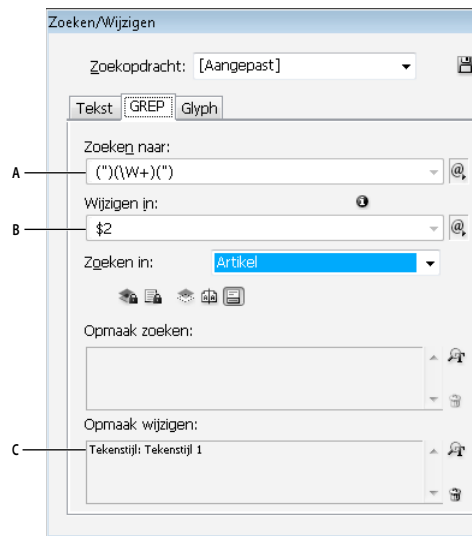 Zoeken/Wijzigen
Zoekopdracht: [Aangepast]
Tekst GREP Glyph
Zoeken naar:
A (")(\W+)(")
Wijzigen in:
B $2
Zoeken in: Artikel
Opmaak zoeken:
Opmaak wijzigen:
C Tekenstijl: Tekenstijl 1